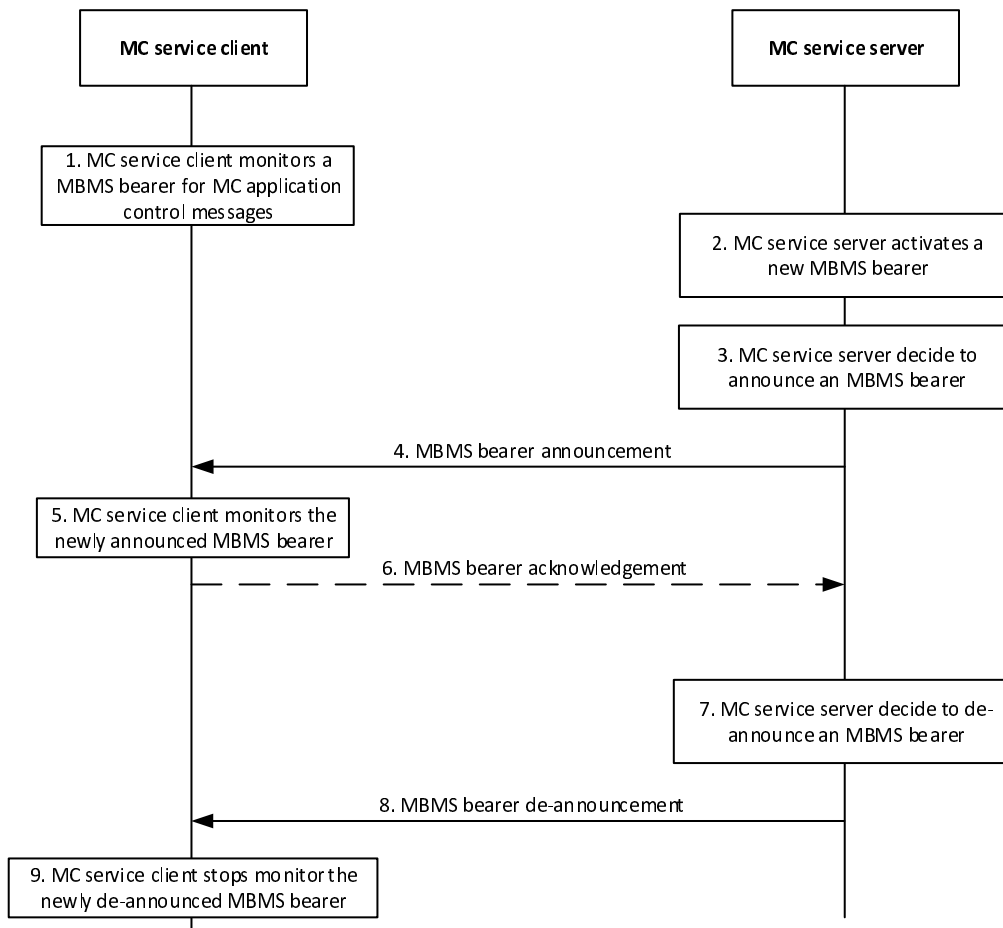 MC service client
MC service server
1. MC service client monitors a
MBMS bearer for MC application
control messages
2. MC service server activates a
new MBMS bearer
3. MC service server decide to
announce an MBMS bearer
4. MBMS bearer announcement
5. MC service client monitors the
newly announced MBMS bearer
6. MBMS bearer acknowledgement
7. MC service server decide to de-
announce an MBMS bearer
8. MBMS bearer de-announcement
9. MC service client stops monitor the
newly de-announced MBMS bearer